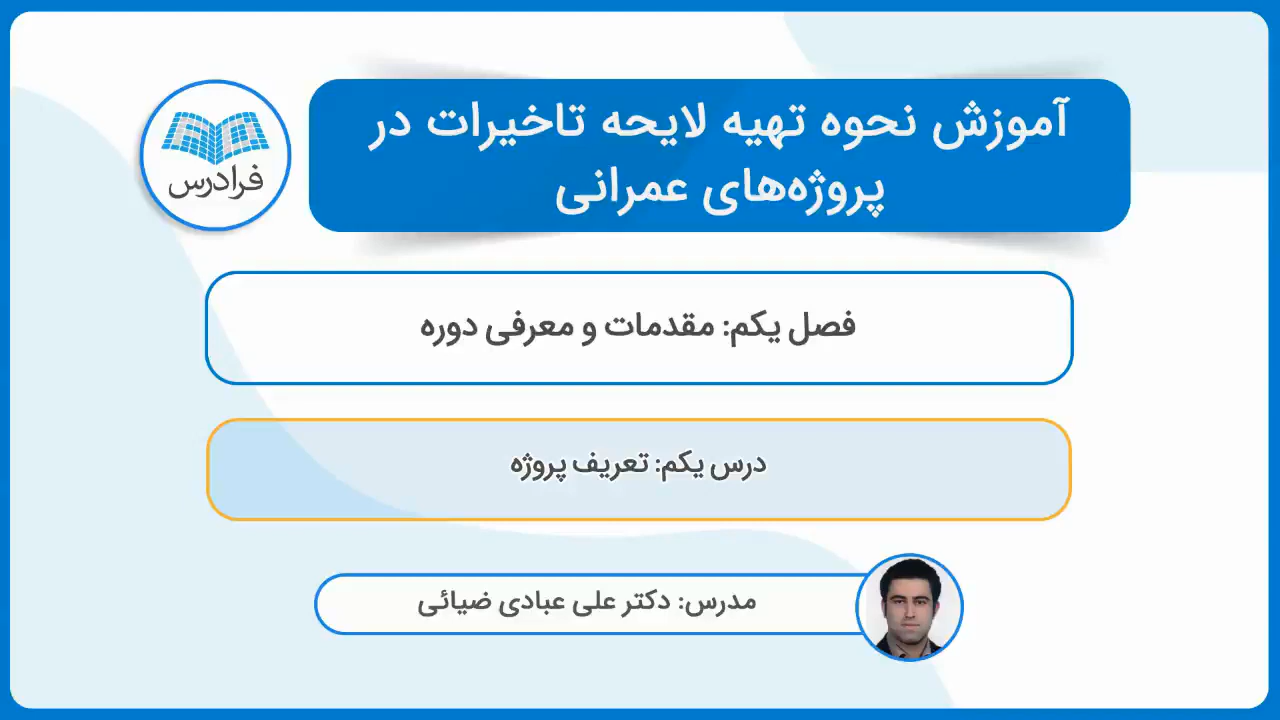 آموزش نحوه تهیه لایحه تاخیرات در
پروژه‌های عمرانی
فرادرس
فصل یکم: مقدمات و معرفی دوره
درس یکم: تعریف پروژه
مدرس: دکتر علی عبادی ضیائی